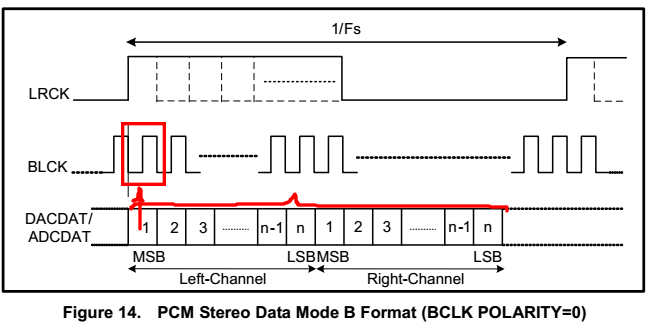 1/Fs
LRCK
BLCK
DACDAT/
ADCDAT
1 2 3 n-1 n 1 2 3 n-1 n
MSB LSB MSB LSB
Left-Channel Right-Channel
Figure 14. PCM Stereo Data Mode B Format (BCLK POLARITY=0)